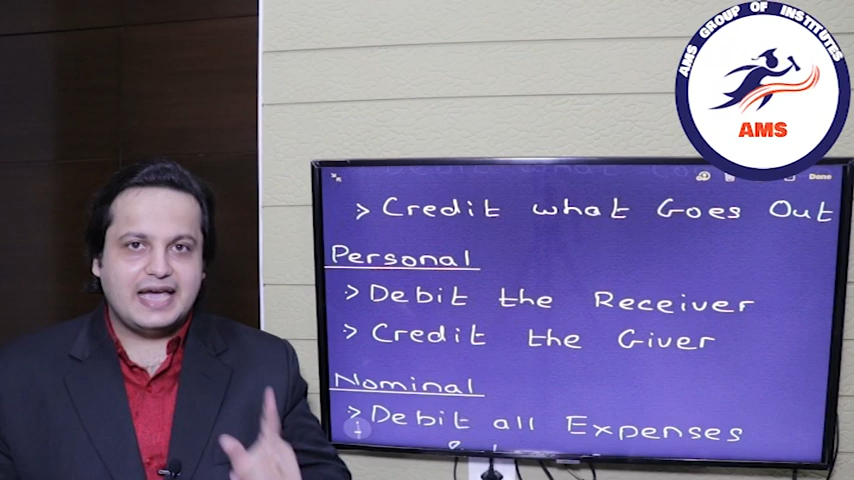 AMS GROUP OF INSTITUTES
AMS
Done
> Credit what Goes Out
Personal
> Debit the Receiver
> Credit the Giver
Nominal
> Debit all Expenses